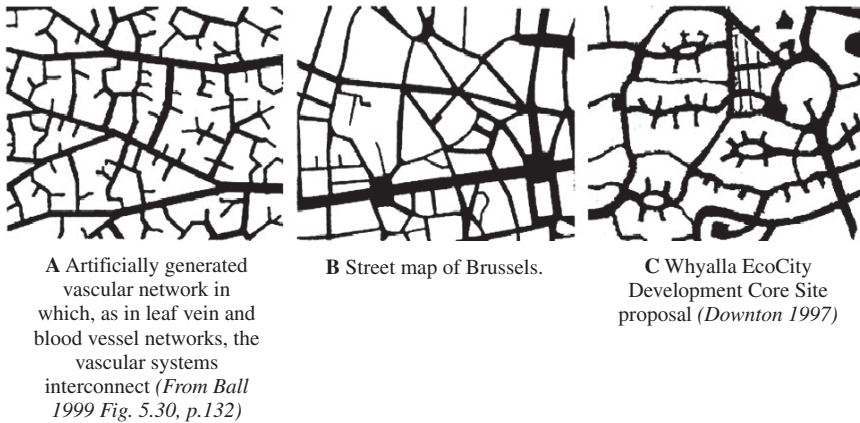 A Artificially generated
vascular network in
which, as in leaf vein and
blood vessel networks, the
vascular systems
interconnect (From Ball
1999 Fig. 5.30, p.132)
B Street map of Brussels.
C Whyalla EcoCity
Development Core Site
proposal (Downton 1997)